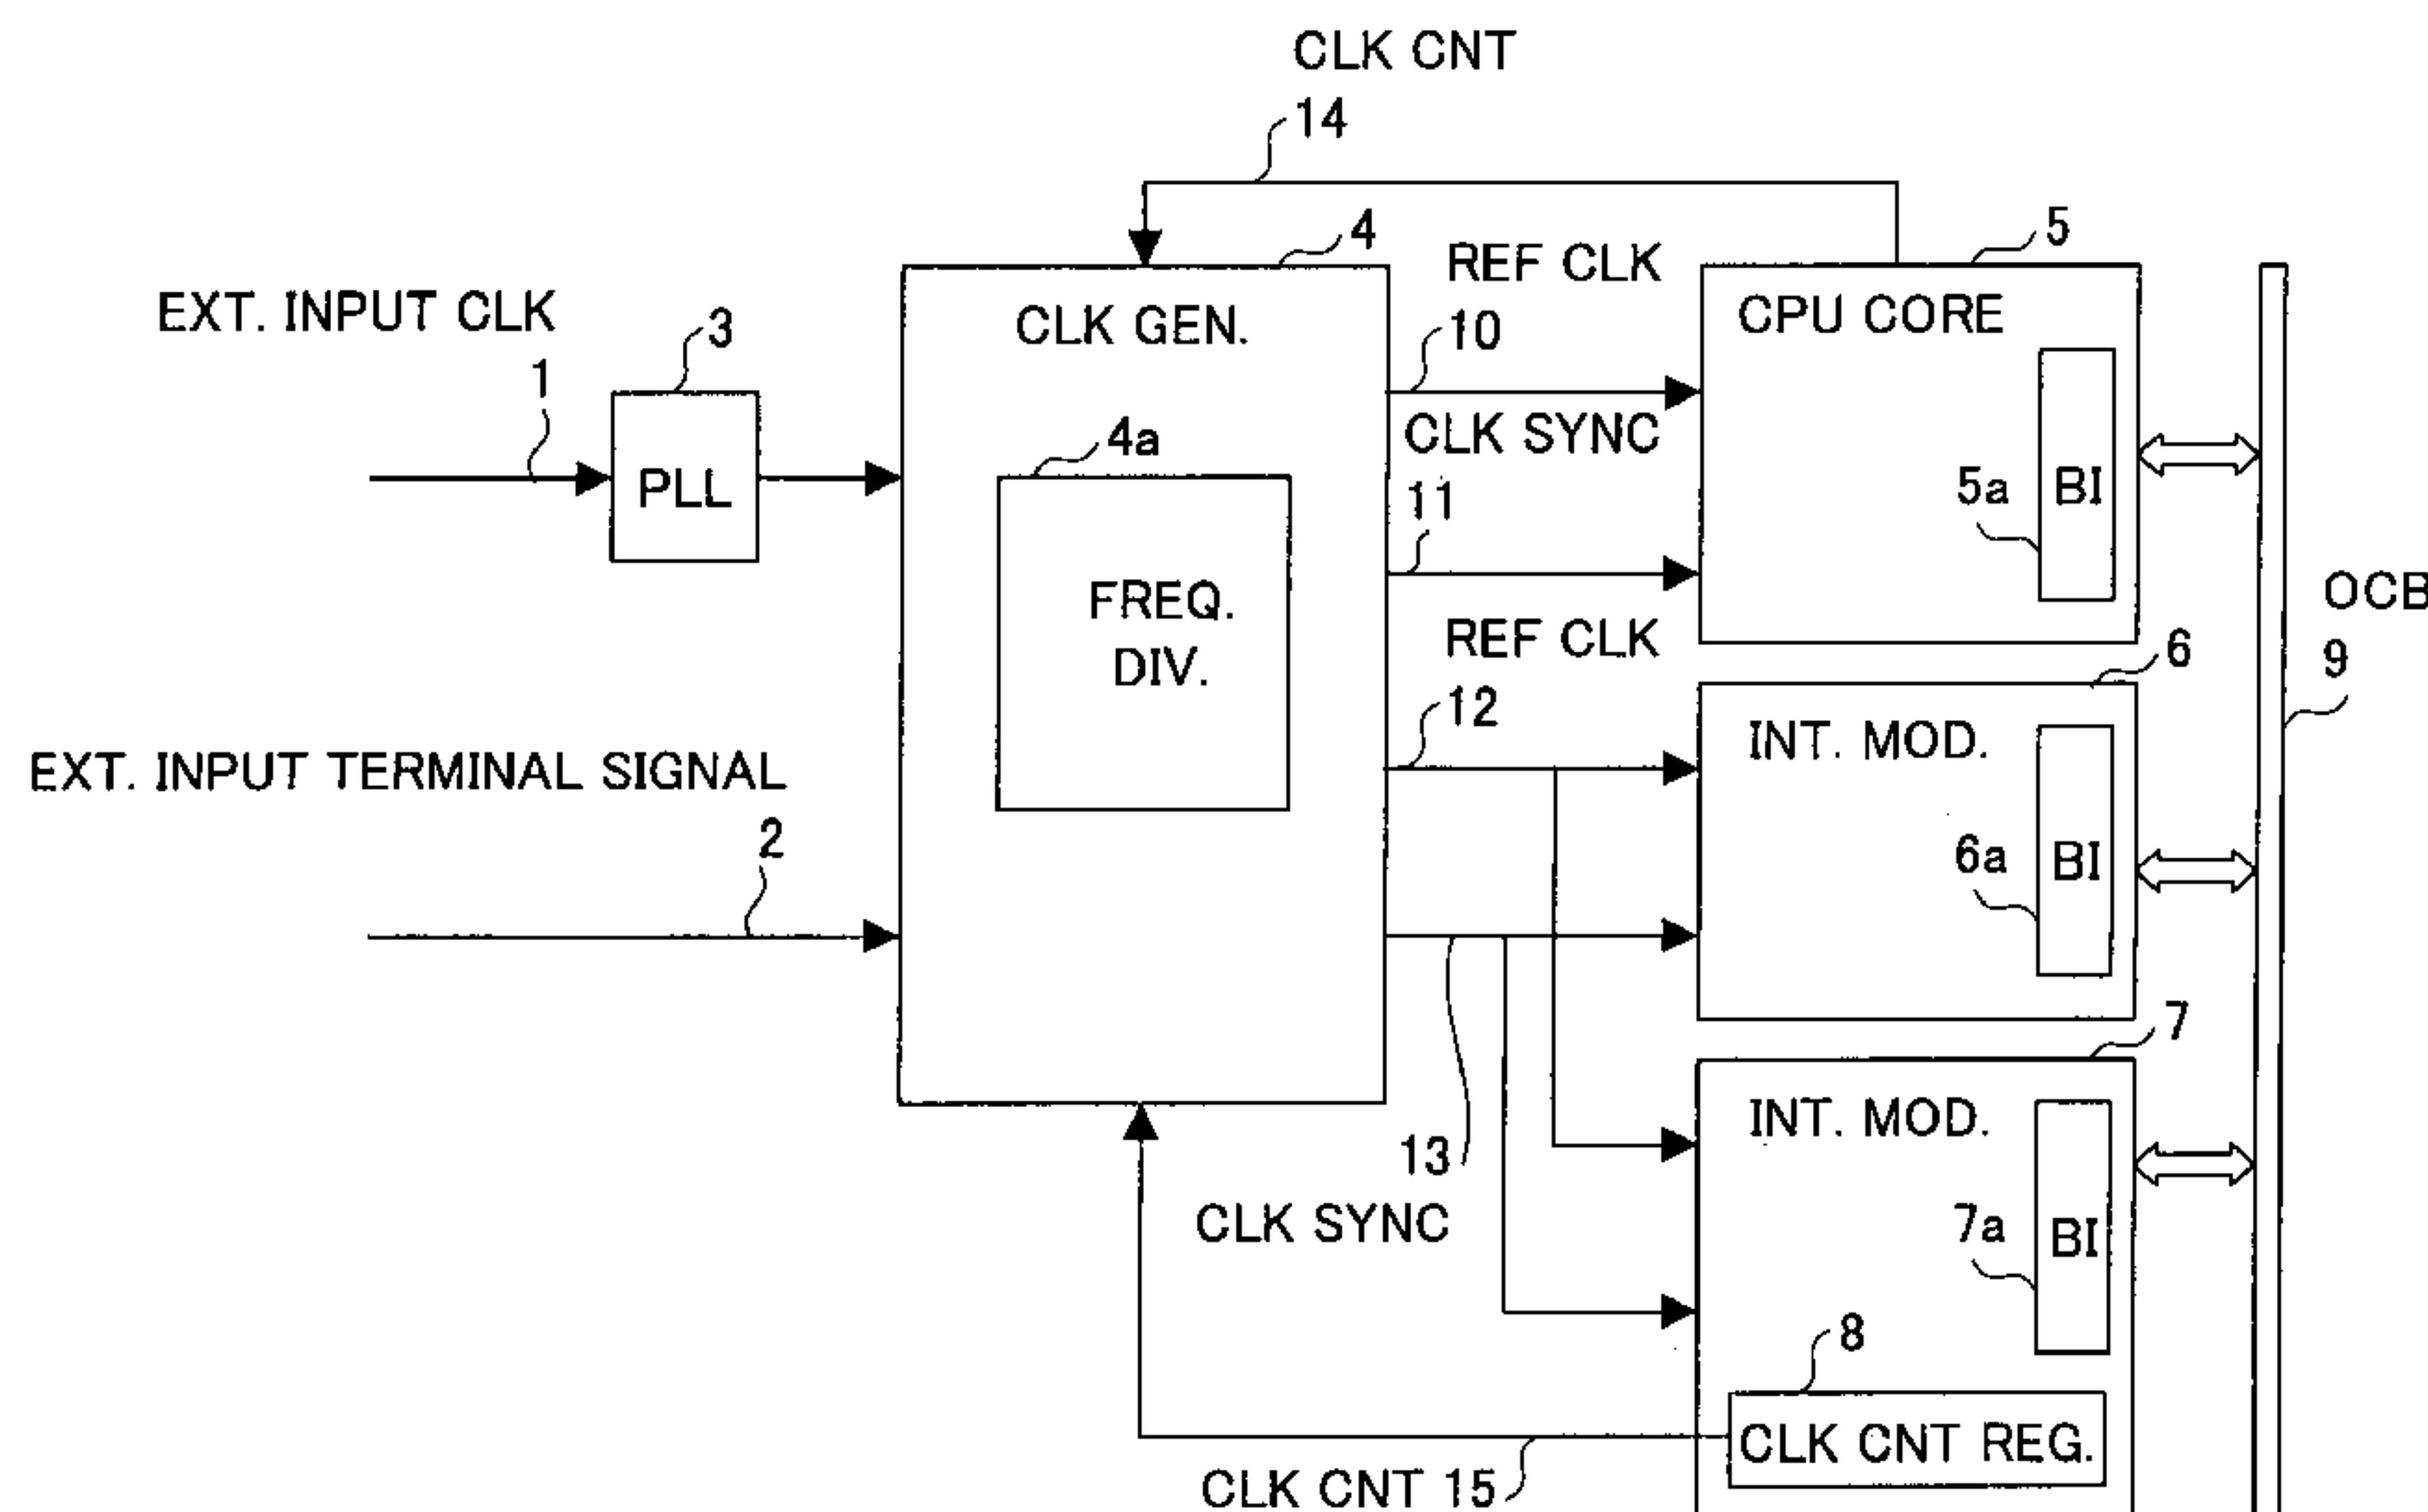 CLK CNT
14
4
REF CLK
5
EXT. INPUT CLK
3
CLK GEN.
10
CPU CORE
1
4a
CLK SYNC
PLL
11
5a
BI
FREQ.
DIV.
OCB
REF CLK
6
9
12
EXT. INPUT TERMINAL SIGNAL
INT. MOD.
2
6a
BI
7
INT. MOD.
13
CLK SYNC
7a
BI
8
CLK CNT REG.
CLK CNT 15